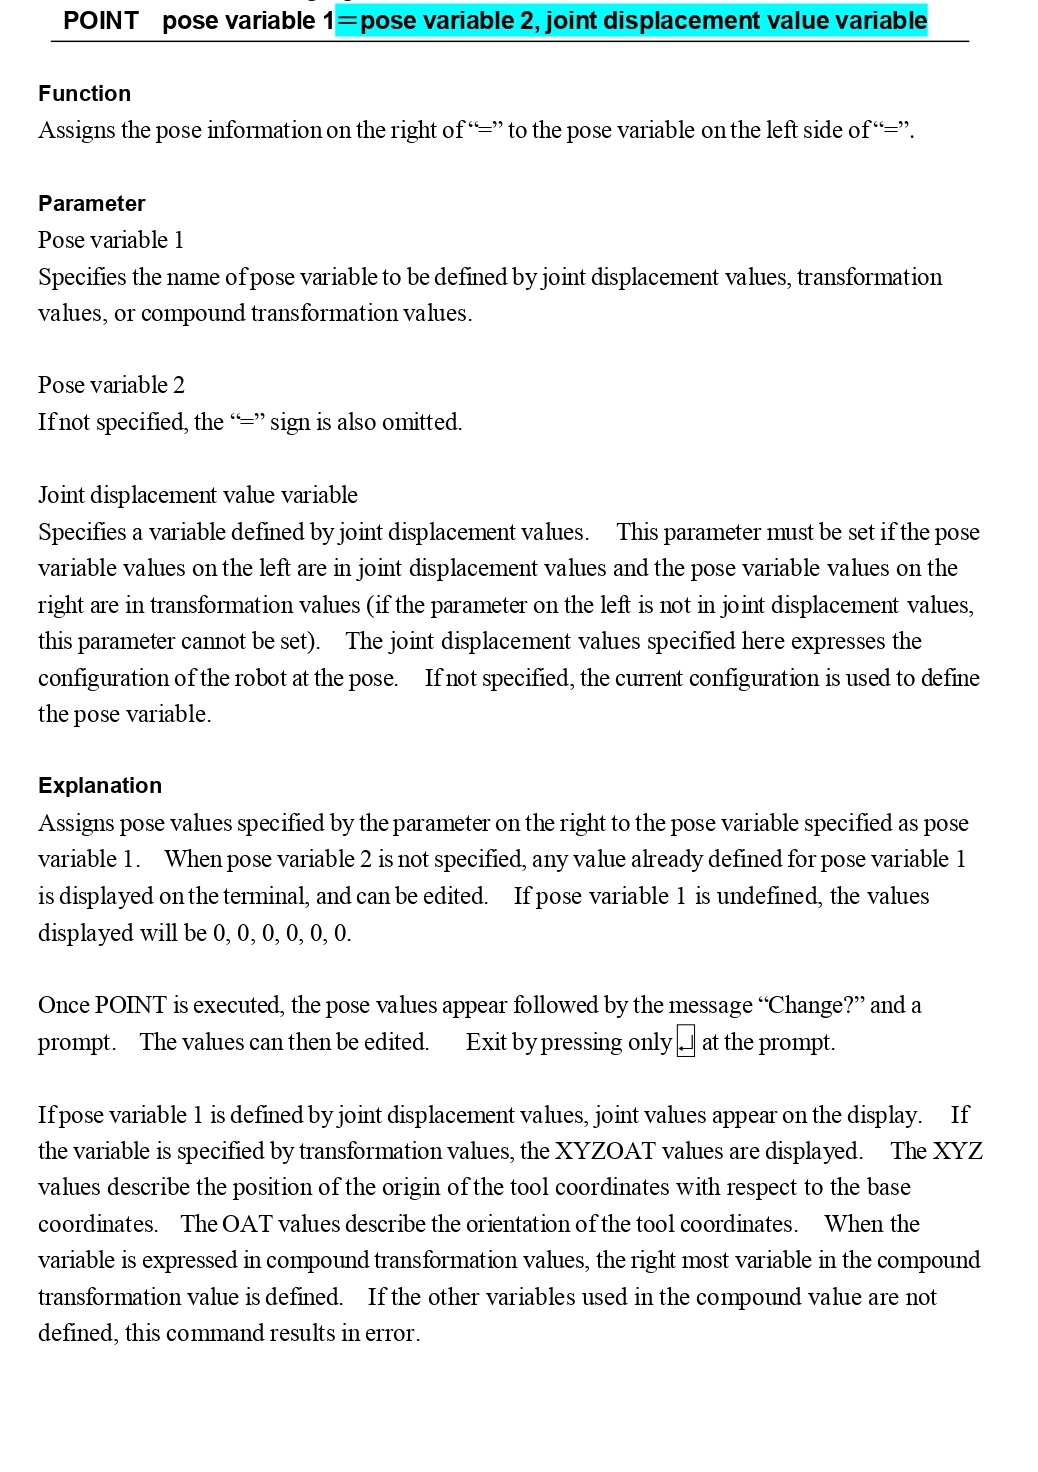 POINT pose variable 1=pose variable 2, joint displacement value variable
Function
Assigns the pose information on the right of “=” to the pose variable on the left side of “=”.
Parameter
Pose variable 1
Specifies the name of pose variable to be defined by joint displacement values, transformation
values, or compound transformation values.
Pose variable 2
If not specified, the “=” sign is also omitted.
Joint displacement value variable
Specifies a variable defined by joint displacement values. This parameter must be set if the pose
variable values on the left are in joint displacement values and the pose variable values on the
right are in transformation values (if the parameter on the left is not in joint displacement values,
this parameter cannot be set). The joint displacement values specified here expresses the
configuration of the robot at the pose. If not specified, the current configuration is used to define
the pose variable.
Explanation
Assigns pose values specified by the parameter on the right to the pose variable specified as pose
variable 1. When pose variable 2 is not specified, any value already defined for pose variable 1
is displayed on the terminal, and can be edited. If pose variable 1 is undefined, the values
displayed will be 0, 0, 0, 0, 0, 0.
Once POINT is executed, the pose values appear followed by the message “Change?” and a
prompt. The values can then be edited. Exit by pressing only ↵ at the prompt.
If pose variable 1 is defined by joint displacement values, joint values appear on the display. If
the variable is specified by transformation values, the XYZOAT values are displayed. The XYZ
values describe the position of the origin of the tool coordinates with respect to the base
coordinates. The OAT values describe the orientation of the tool coordinates. When the
variable is expressed in compound transformation values, the right most variable in the compound
transformation value is defined. If the other variables used in the compound value are not
defined, this command results in error.